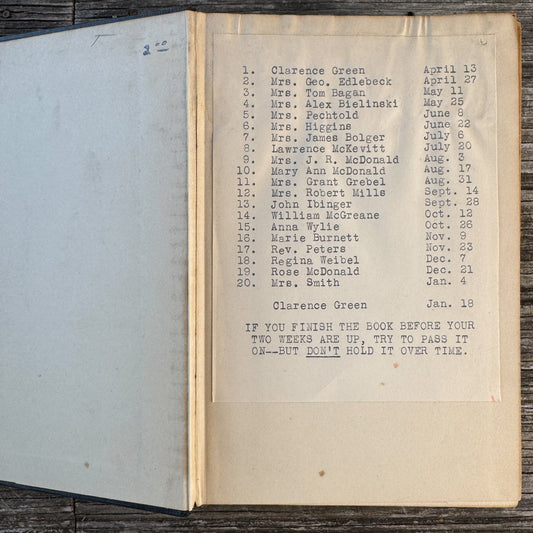 T
2.00
1. Clarence Green April 13
2. Mrs. Geo. Edlebeck April 27
3. Mrs. Tom Bagan May 11
4. Mrs. Alex Bielinski May 25
5. Mrs. Pechtold June 8
6. Mrs. Higgins June 22
7. Mrs. James Bolger July 6
8. Lawrence McKevitt July 20
9. Mrs. J. R. McDonald Aug. 3
10. Mary Ann McDonald Aug. 17
11. Mrs. Grant Grebel Aug. 31
12. Mrs. Robert Mills Sept. 14
13. John Ibinger Sept. 28
14. William McGreane Oct. 12
15. Anna Wylie Oct. 26
16. Marie Burnett Nov. 9
17. Rev. Peters Nov. 23
18. Regina Weibel Dec. 7
19. Rose McDonald Dec. 21
20. Mrs. Smith Jan. 4
Clarence Green Jan. 18
IF YOU FINISH THE BOOK BEFORE YOUR
TWO WEEKS ARE UP, TRY TO PASS IT
ON--BUT DON'T HOLD IT OVER TIME.